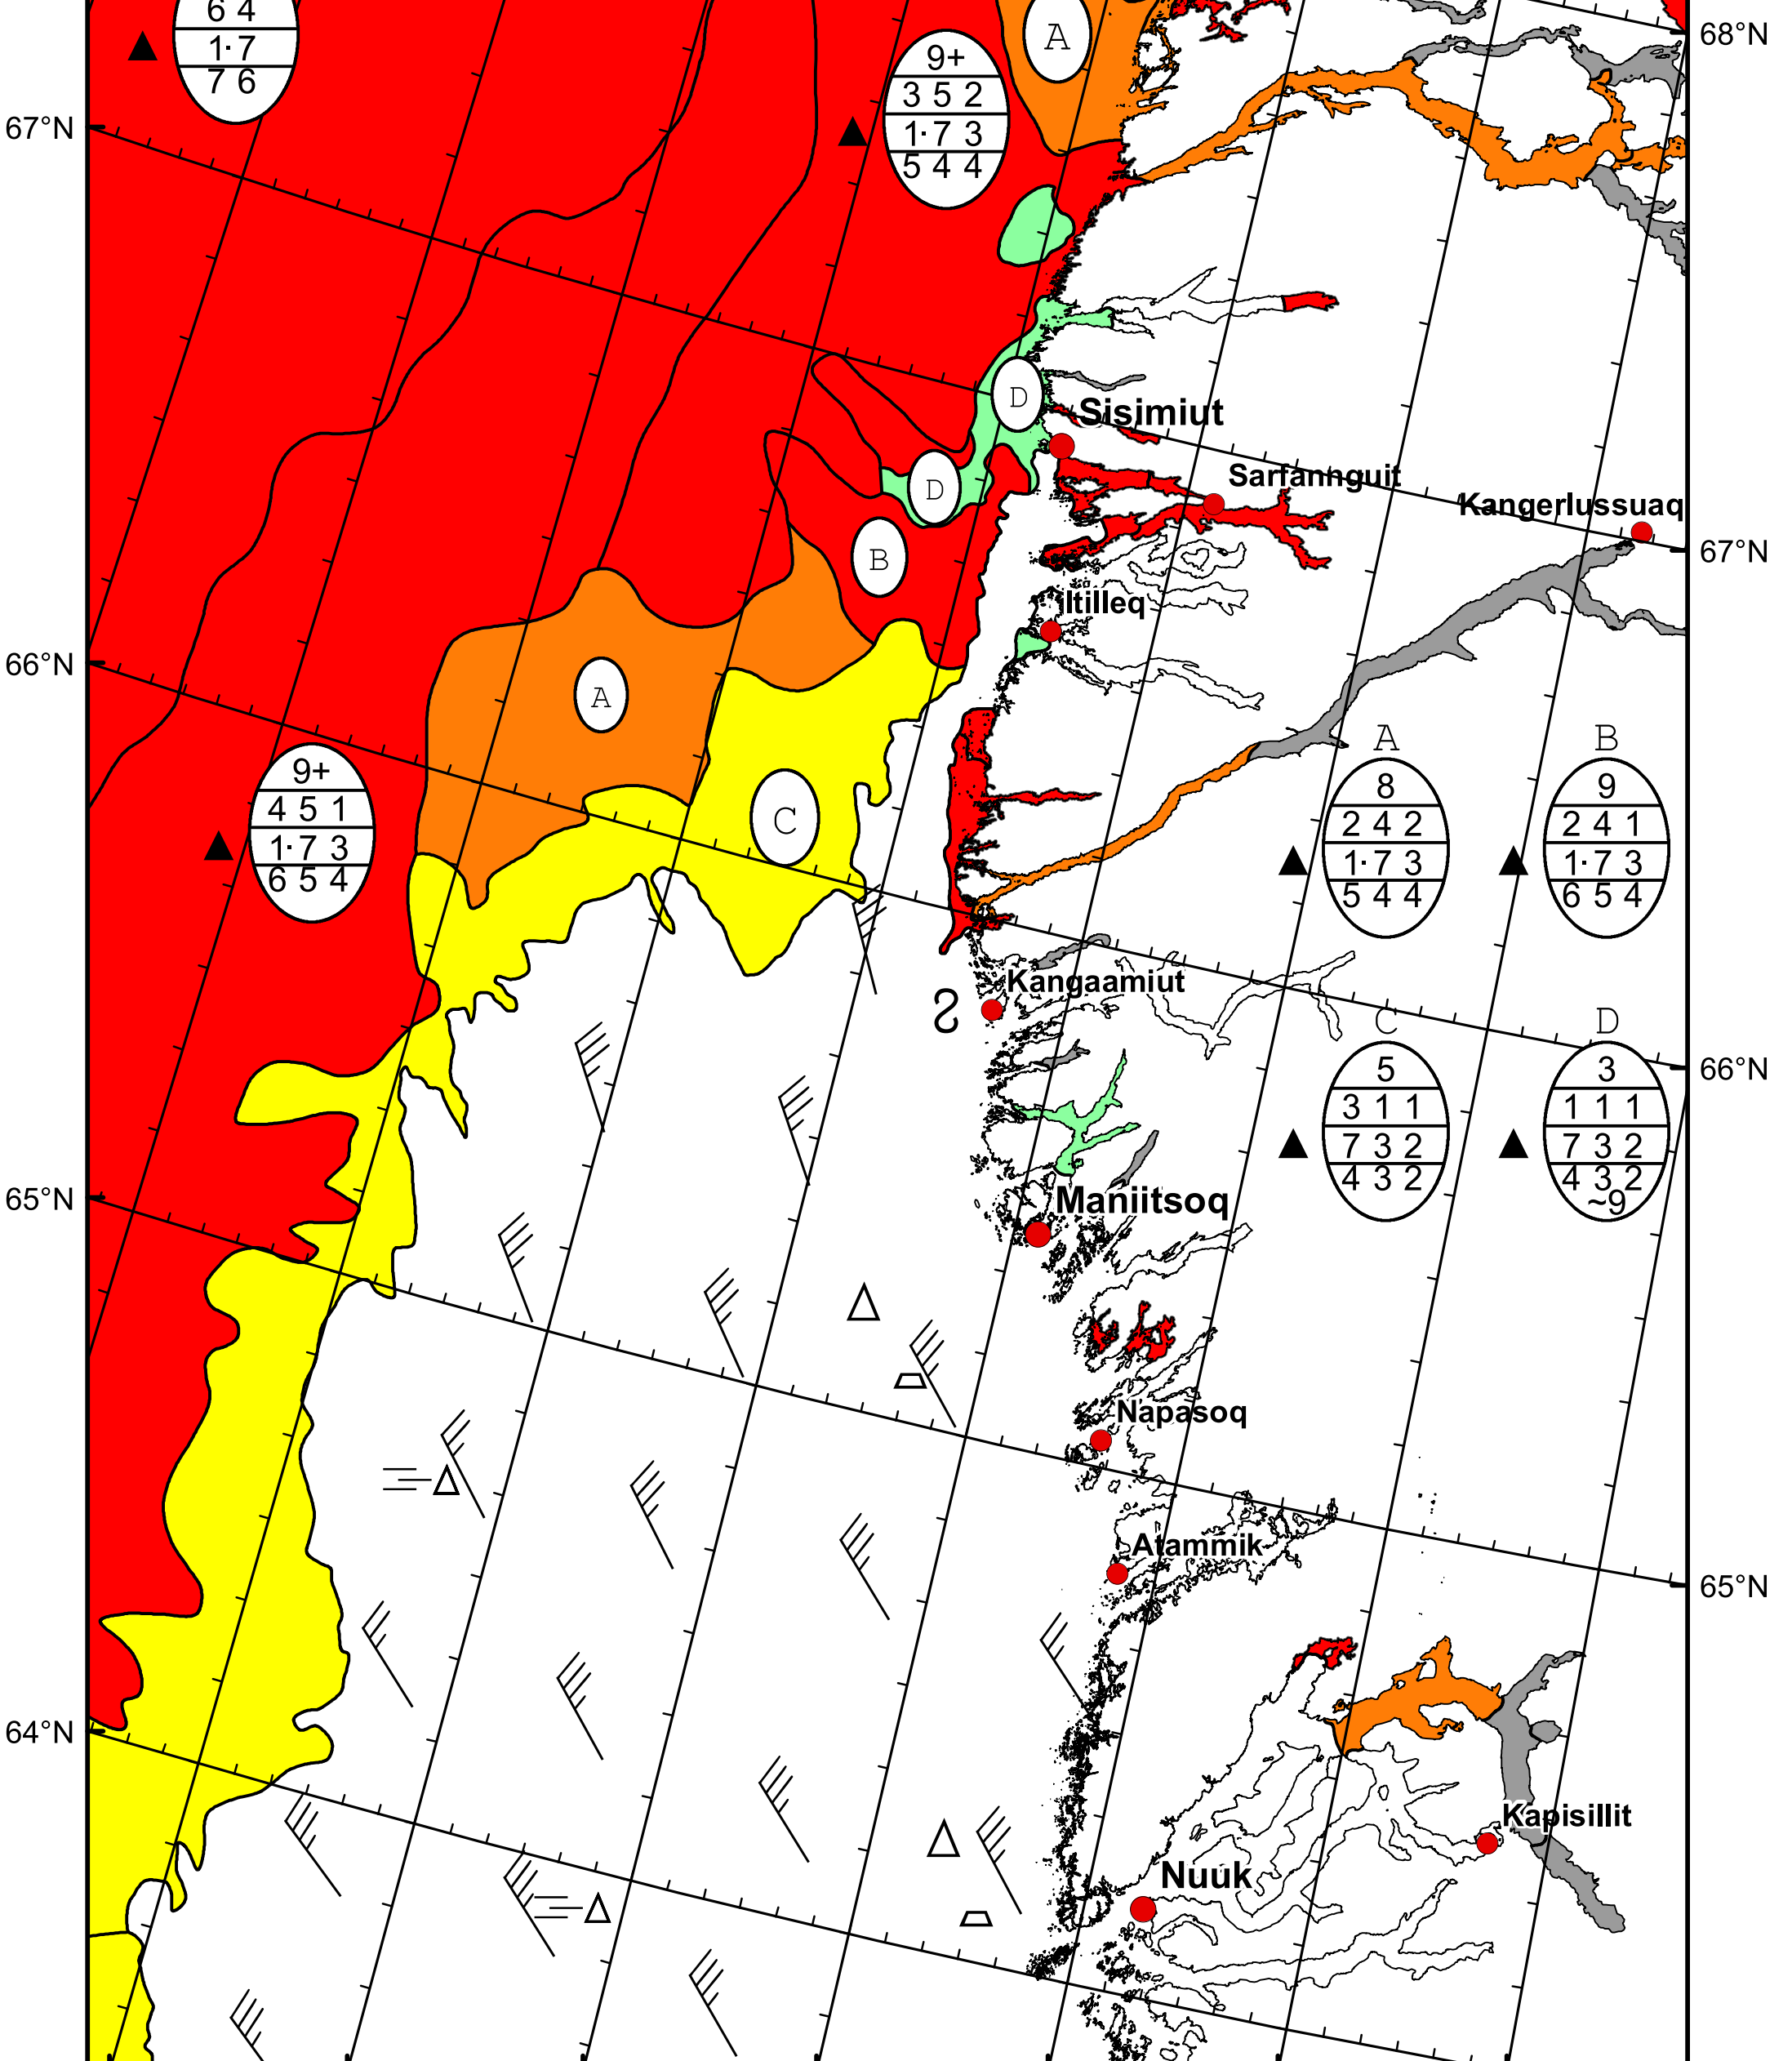 6 4
1·7
7 6
A
68°N
9+
3 5 2
1·7 3
5 4 4
67°N
D
Sisimiut
Sarfannguit
D
Kangerlussuaq
B
67°N
Itilleq
66°N
A
A
B
9+
4 5 1
1·7 3
6 5 4
C
8
2 4 2
1·7 3
5 4 4
9
2 4 1
1·7 3
6 5 4
Kangaamiut
C
D
66°N
5
3 1 1
7 3 2
4 3 2
3
1 1 1
7 3 2
4 3 2
~9
65°N
Maniitsoq
Napasoq
Atammik
65°N
64°N
Kapisillit
Nuuk